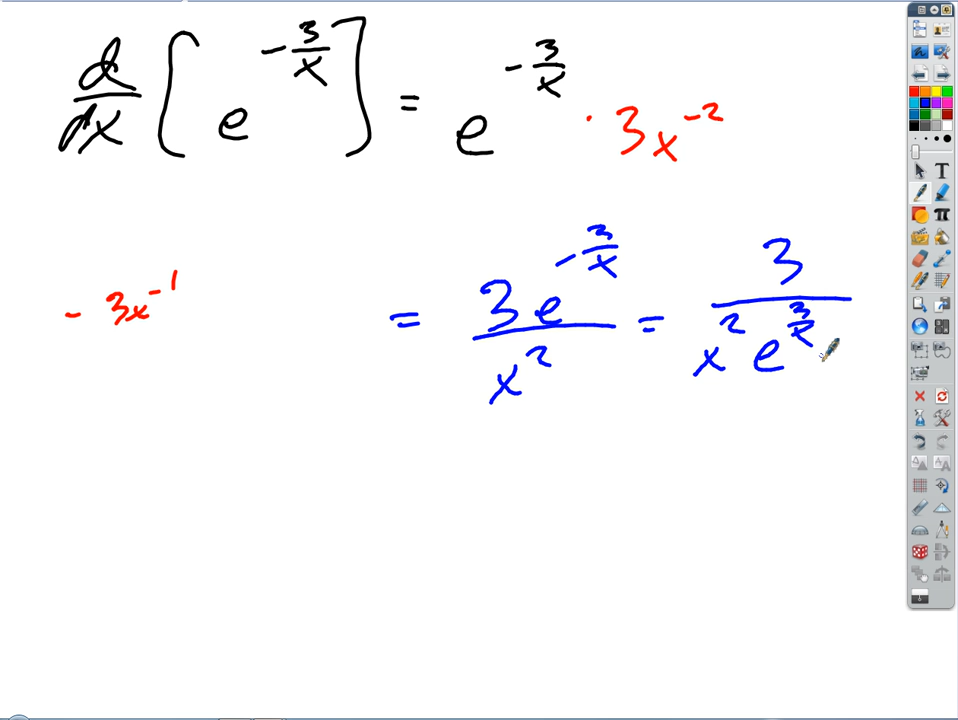 d/dx [e^(-3/x)] = e^(-3/x) · 3x^(-2)
- 3x^(-1)
= 3e^(-3/x)/x^2 = 3/(x^2 e^(3/x))